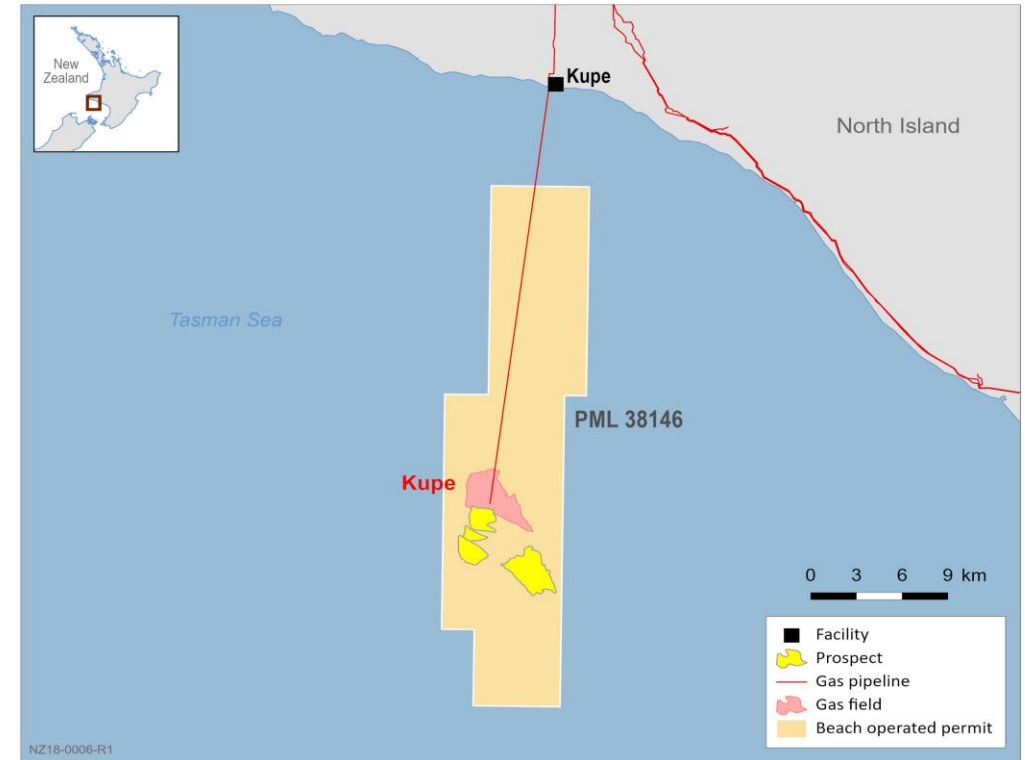 New
Zealand
Kupe
North Island
Tasman Sea
PML 38146
Kupe
0 3 6 9 km
Facility
Prospect
Gas pipeline
Gas field
Beach operated permit
NZ18-0006-R1